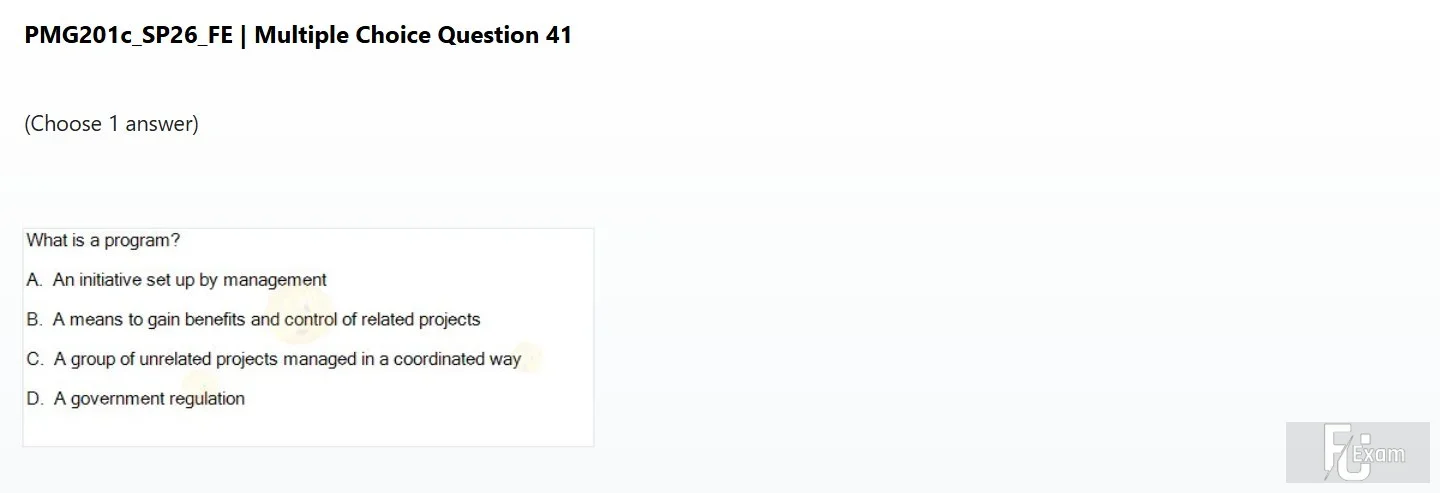 PMG201c_SP26_FE | Multiple Choice Question 41
(Choose 1 answer)
What is a program?
A. An initiative set up by management
B. A means to gain benefits and control of related projects
C. A group of unrelated projects managed in a coordinated way
D. A government regulation
FU Exam